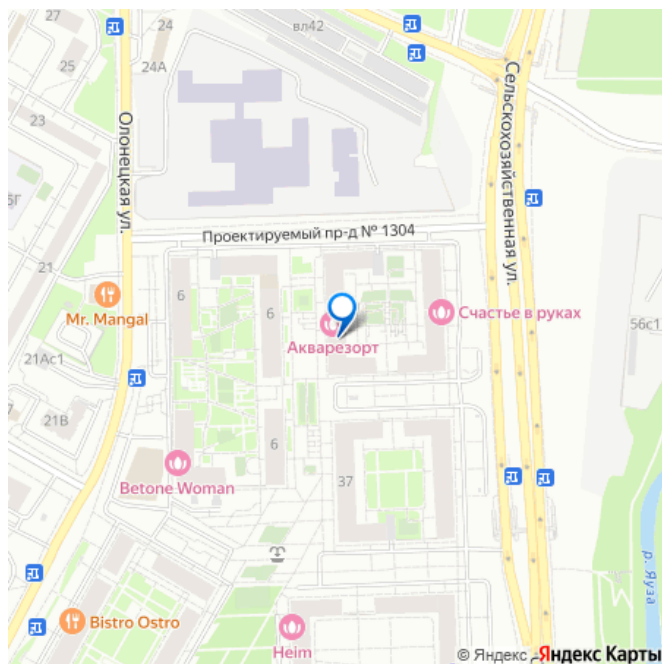 27
вл42
24
24А
25
23
Олонецкая ул.
Сельскохозяйственная ул.
Проектируемый пр-д № 1304
21
6
6
Mr. Mangal
Акварезорт
Счастье в руках
56с1
21Ас1
21В
6
37
Betone Woman
р. Яуза
Bistro Ostro
Heim
© Яндекс
Яндекс Карты